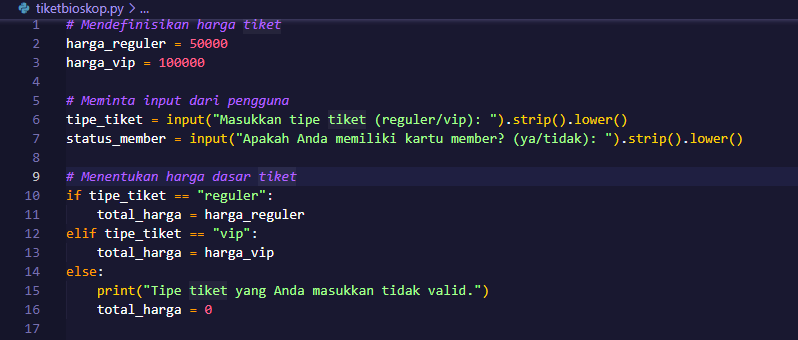 tiketbioskop.py > ...
1 # Mendefinisikan harga tiket
2 harga_reguler = 50000
3 harga_vip = 100000
4
5 # Meminta input dari pengguna
6 tipe_tiket = input("Masukkan tipe tiket (reguler/vip): ").strip().lower()
7 status_member = input("Apakah Anda memiliki kartu member? (ya/tidak): ").strip().lower()
8
9 # Menentukan harga dasar tiket
10 if tipe_tiket == "reguler":
11     total_harga = harga_reguler
12 elif tipe_tiket == "vip":
13     total_harga = harga_vip
14 else:
15     print("Tipe tiket yang Anda masukkan tidak valid.")
16     total_harga = 0
17